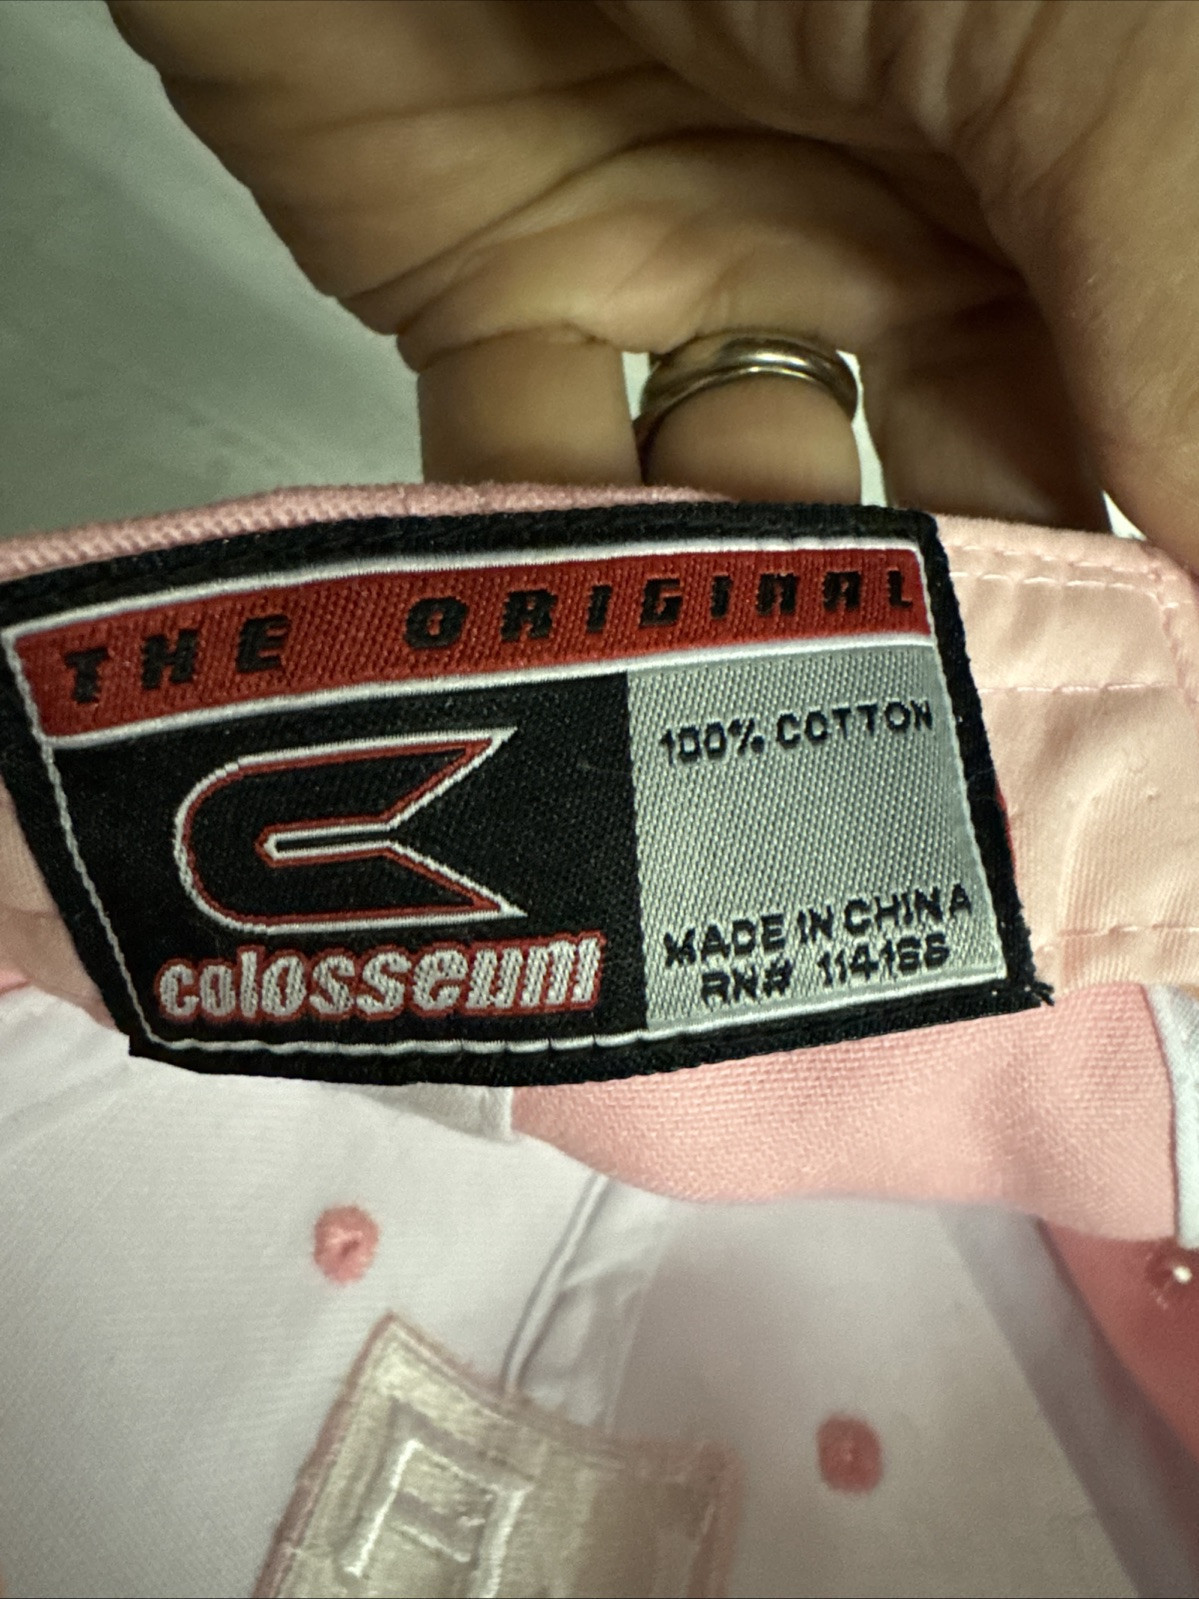 THE ORIGINAL
colosseum
100% COTTON
MADE IN CHINA
RN# 114166